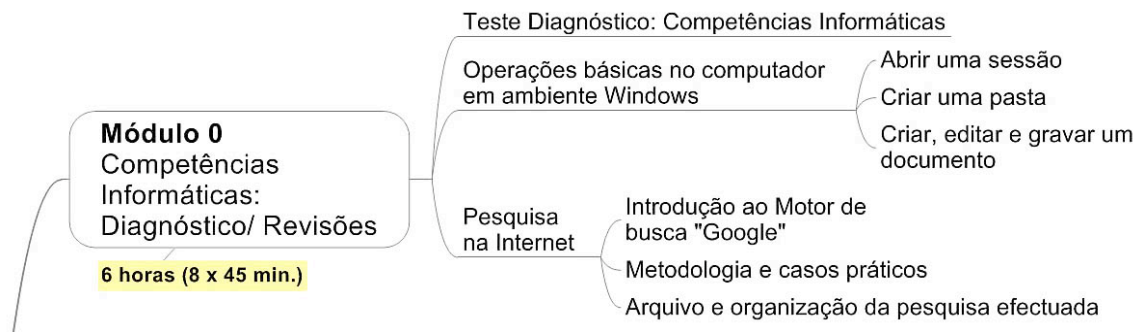 Módulo 0
Competências
Informáticas:
Diagnóstico/ Revisões
6 horas (8 x 45 min.)
Teste Diagnóstico: Competências Informáticas
Operações básicas no computador
em ambiente Windows
Abrir uma sessão
Criar uma pasta
Criar, editar e gravar um
documento
Pesquisa
na Internet
Introdução ao Motor de
busca "Google"
Metodologia e casos práticos
Arquivo e organização da pesquisa efectuada